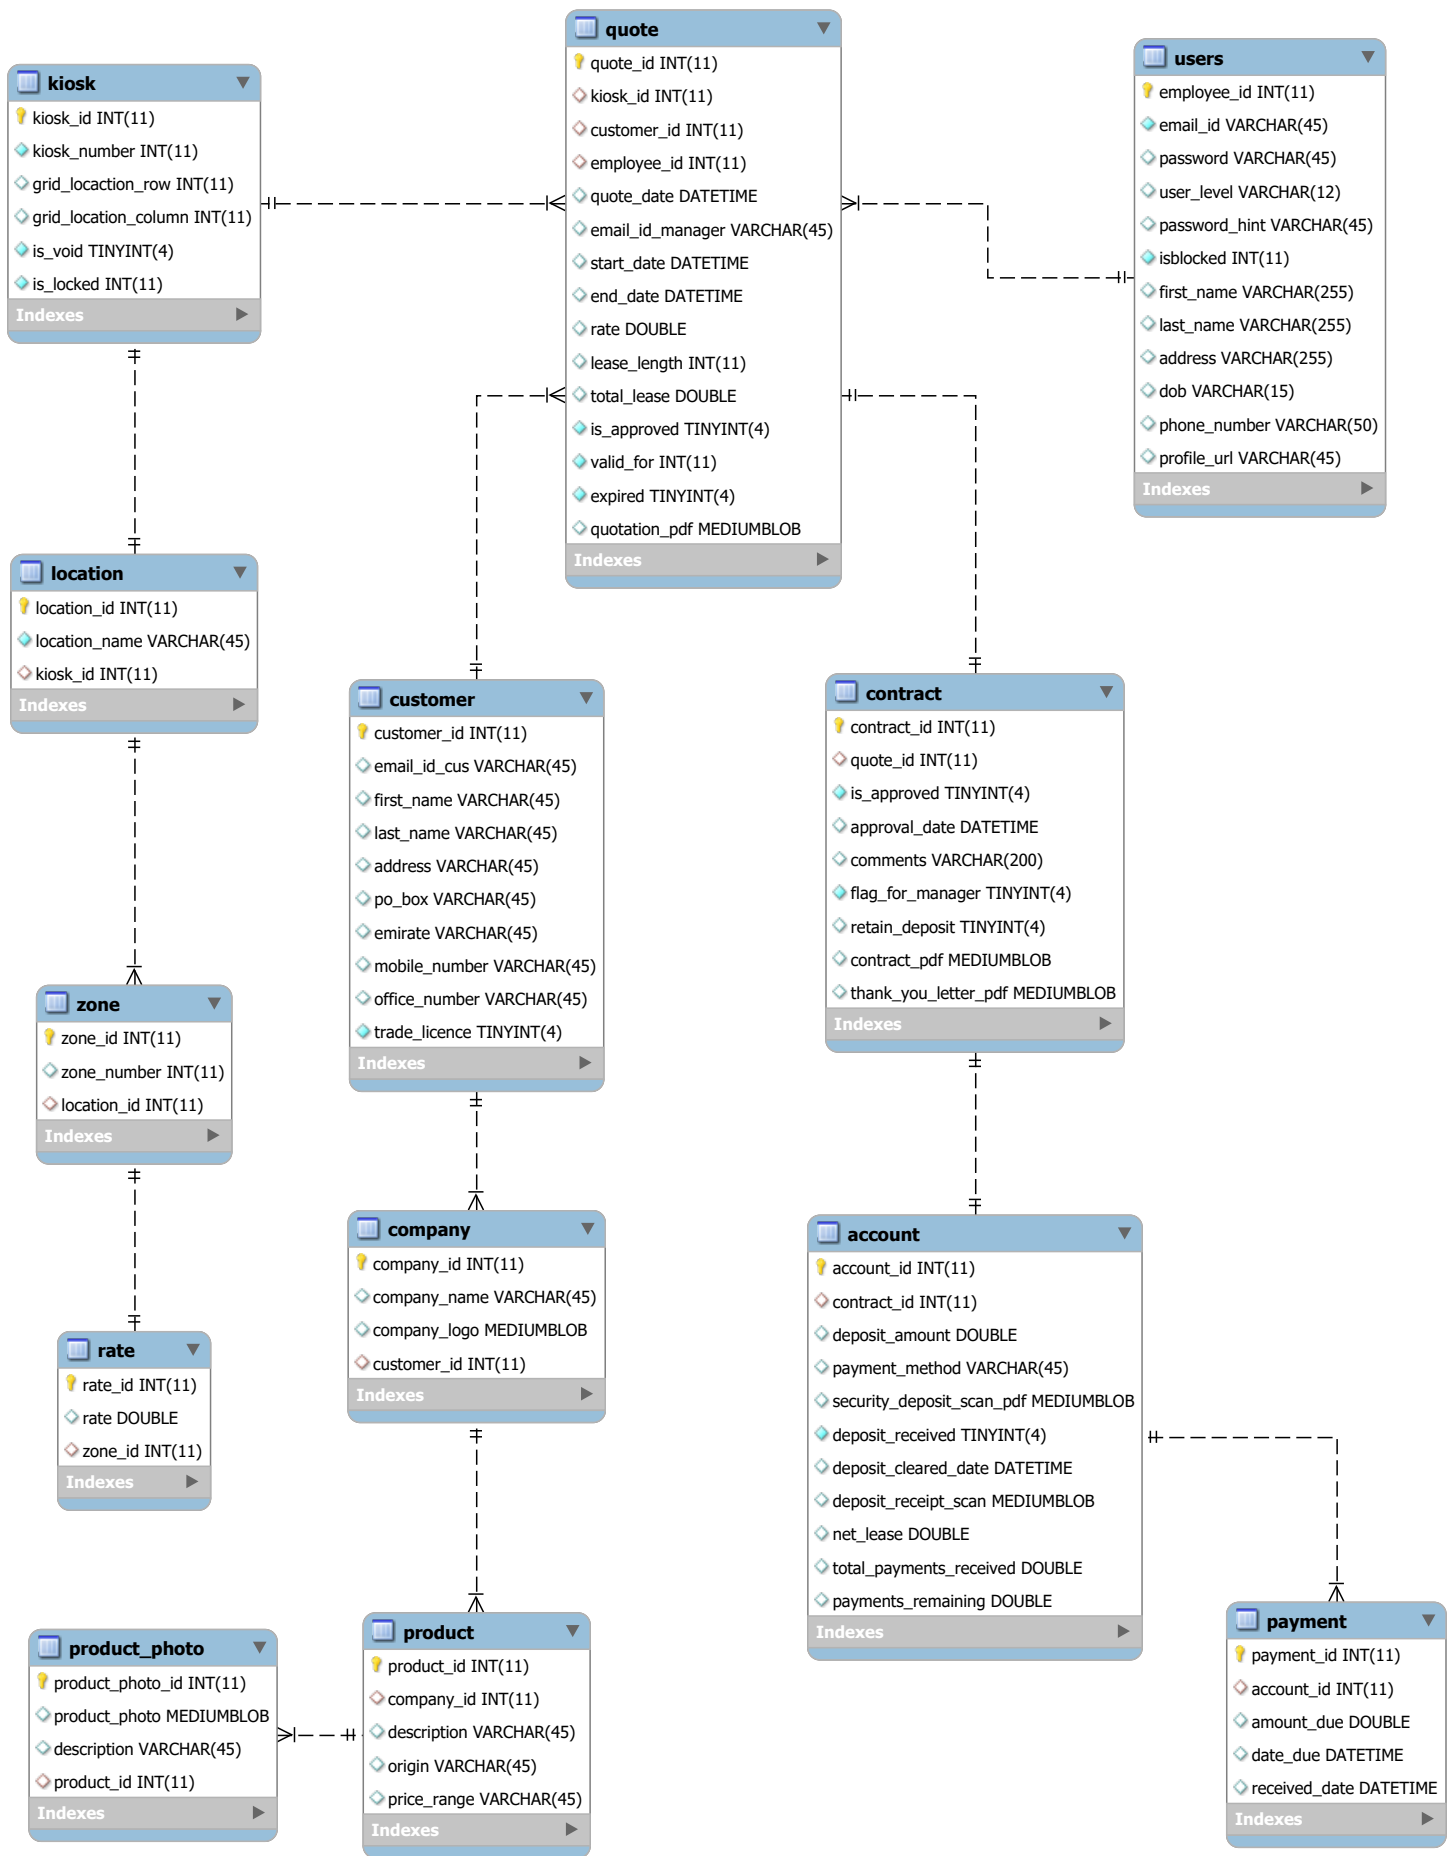 quote
quote_id INT(11)
kiosk_id INT(11)
customer_id INT(11)
employee_id INT(11)
quote_date DATETIME
email_id_manager VARCHAR(45)
start_date DATETIME
end_date DATETIME
rate DOUBLE
lease_length INT(11)
total_lease DOUBLE
is_approved TINYINT(4)
valid_for INT(11)
expired TINYINT(4)
quotation_pdf MEDIUMBLOB
Indexes
users
employee_id INT(11)
email_id VARCHAR(45)
password VARCHAR(45)
user_level VARCHAR(12)
password_hint VARCHAR(45)
isblocked INT(11)
first_name VARCHAR(255)
last_name VARCHAR(255)
address VARCHAR(255)
dob VARCHAR(15)
phone_number VARCHAR(50)
profile_url VARCHAR(45)
Indexes
kiosk
kiosk_id INT(11)
kiosk_number INT(11)
grid_locaction_row INT(11)
grid_location_column INT(11)
is_void TINYINT(4)
is_locked INT(11)
Indexes
location
location_id INT(11)
location_name VARCHAR(45)
kiosk_id INT(11)
Indexes
customer
customer_id INT(11)
email_id_cus VARCHAR(45)
first_name VARCHAR(45)
last_name VARCHAR(45)
address VARCHAR(45)
po_box VARCHAR(45)
emirate VARCHAR(45)
mobile_number VARCHAR(45)
office_number VARCHAR(45)
trade_licence TINYINT(4)
Indexes
contract
contract_id INT(11)
quote_id INT(11)
is_approved TINYINT(4)
approval_date DATETIME
comments VARCHAR(200)
flag_for_manager TINYINT(4)
retain_deposit TINYINT(4)
contract_pdf MEDIUMBLOB
thank_you_letter_pdf MEDIUMBLOB
Indexes
zone
zone_id INT(11)
zone_number INT(11)
location_id INT(11)
Indexes
company
company_id INT(11)
company_name VARCHAR(45)
company_logo MEDIUMBLOB
customer_id INT(11)
Indexes
account
account_id INT(11)
contract_id INT(11)
deposit_amount DOUBLE
payment_method VARCHAR(45)
security_deposit_scan_pdf MEDIUMBLOB
deposit_received TINYINT(4)
deposit_cleared_date DATETIME
deposit_receipt_scan MEDIUMBLOB
net_lease DOUBLE
total_payments_received DOUBLE
payments_remaining DOUBLE
Indexes
rate
rate_id INT(11)
rate DOUBLE
zone_id INT(11)
Indexes
product_photo
product_photo_id INT(11)
product_photo MEDIUMBLOB
description VARCHAR(45)
product_id INT(11)
Indexes
product
product_id INT(11)
company_id INT(11)
description VARCHAR(45)
origin VARCHAR(45)
price_range VARCHAR(45)
Indexes
payment
payment_id INT(11)
account_id INT(11)
amount_due DOUBLE
date_due DATETIME
received_date DATETIME
Indexes